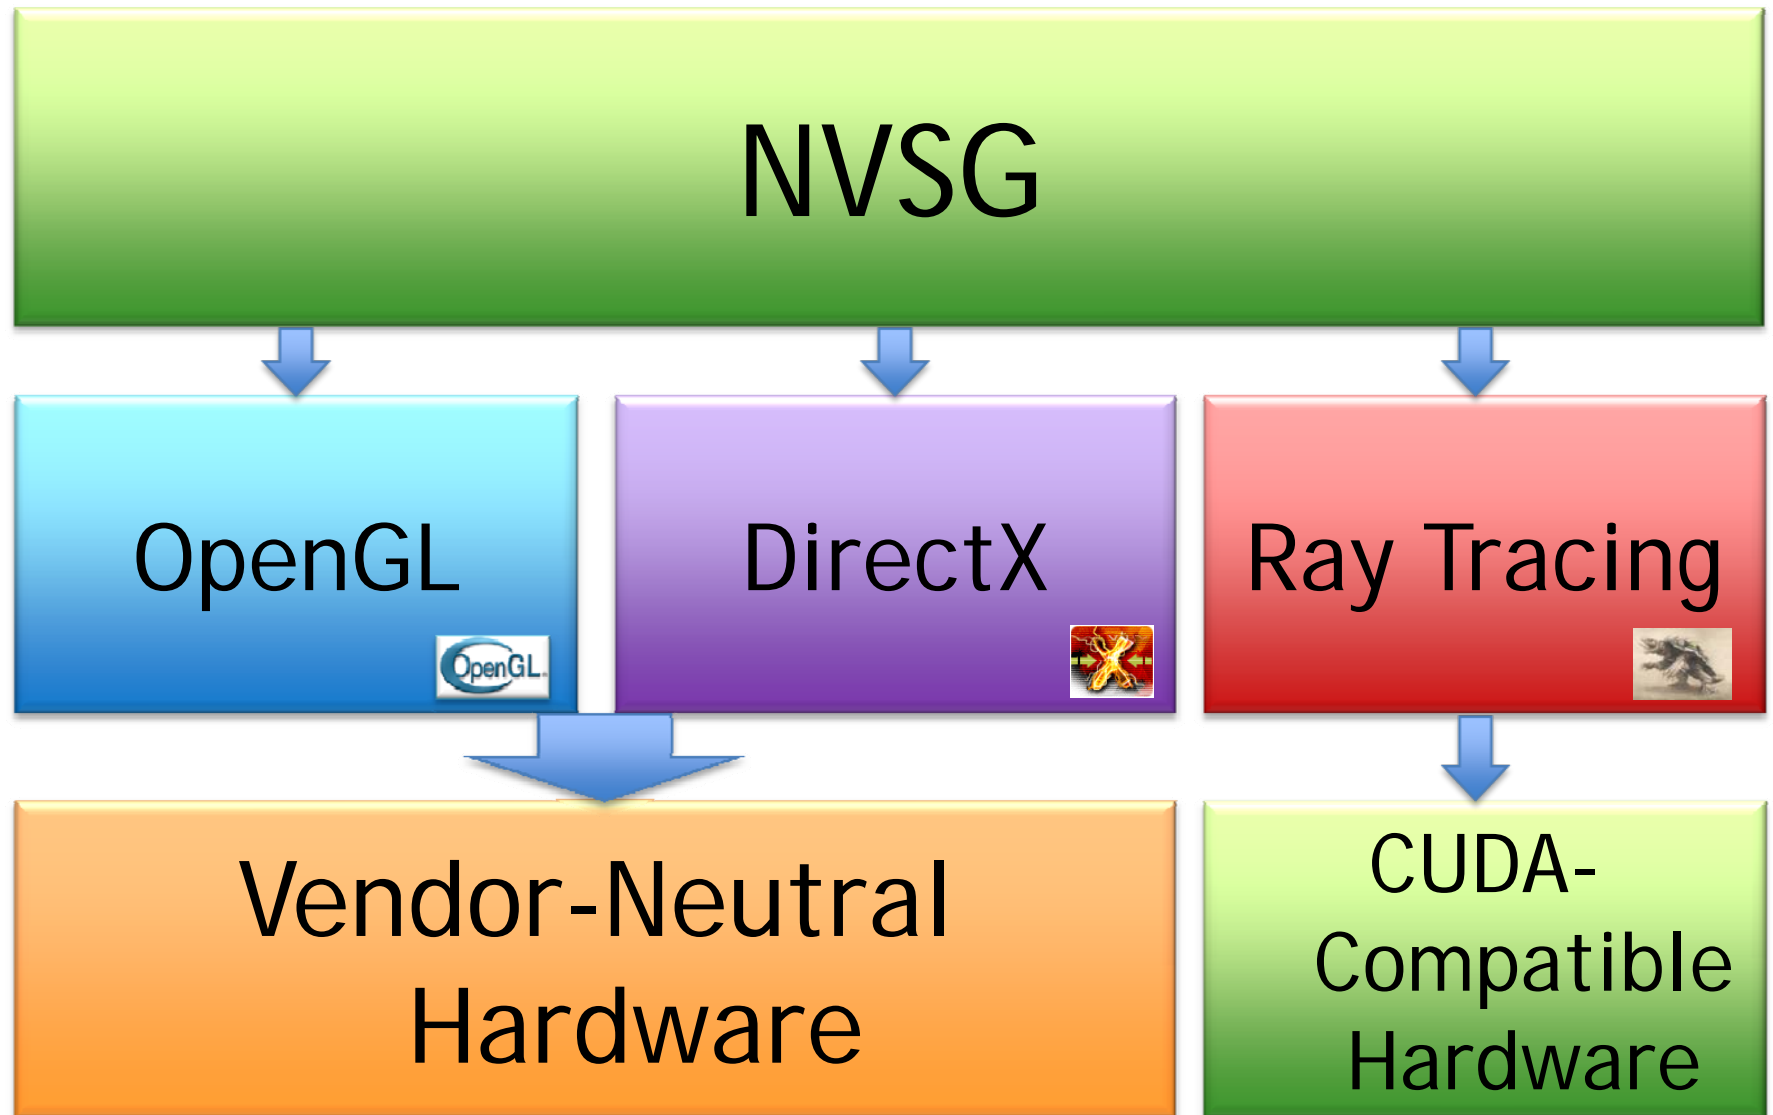 NVSG
OpenGL
DirectX
Ray Tracing
OpenGL
Vendor-Neutral
Hardware
CUDA-
Compatible
Hardware